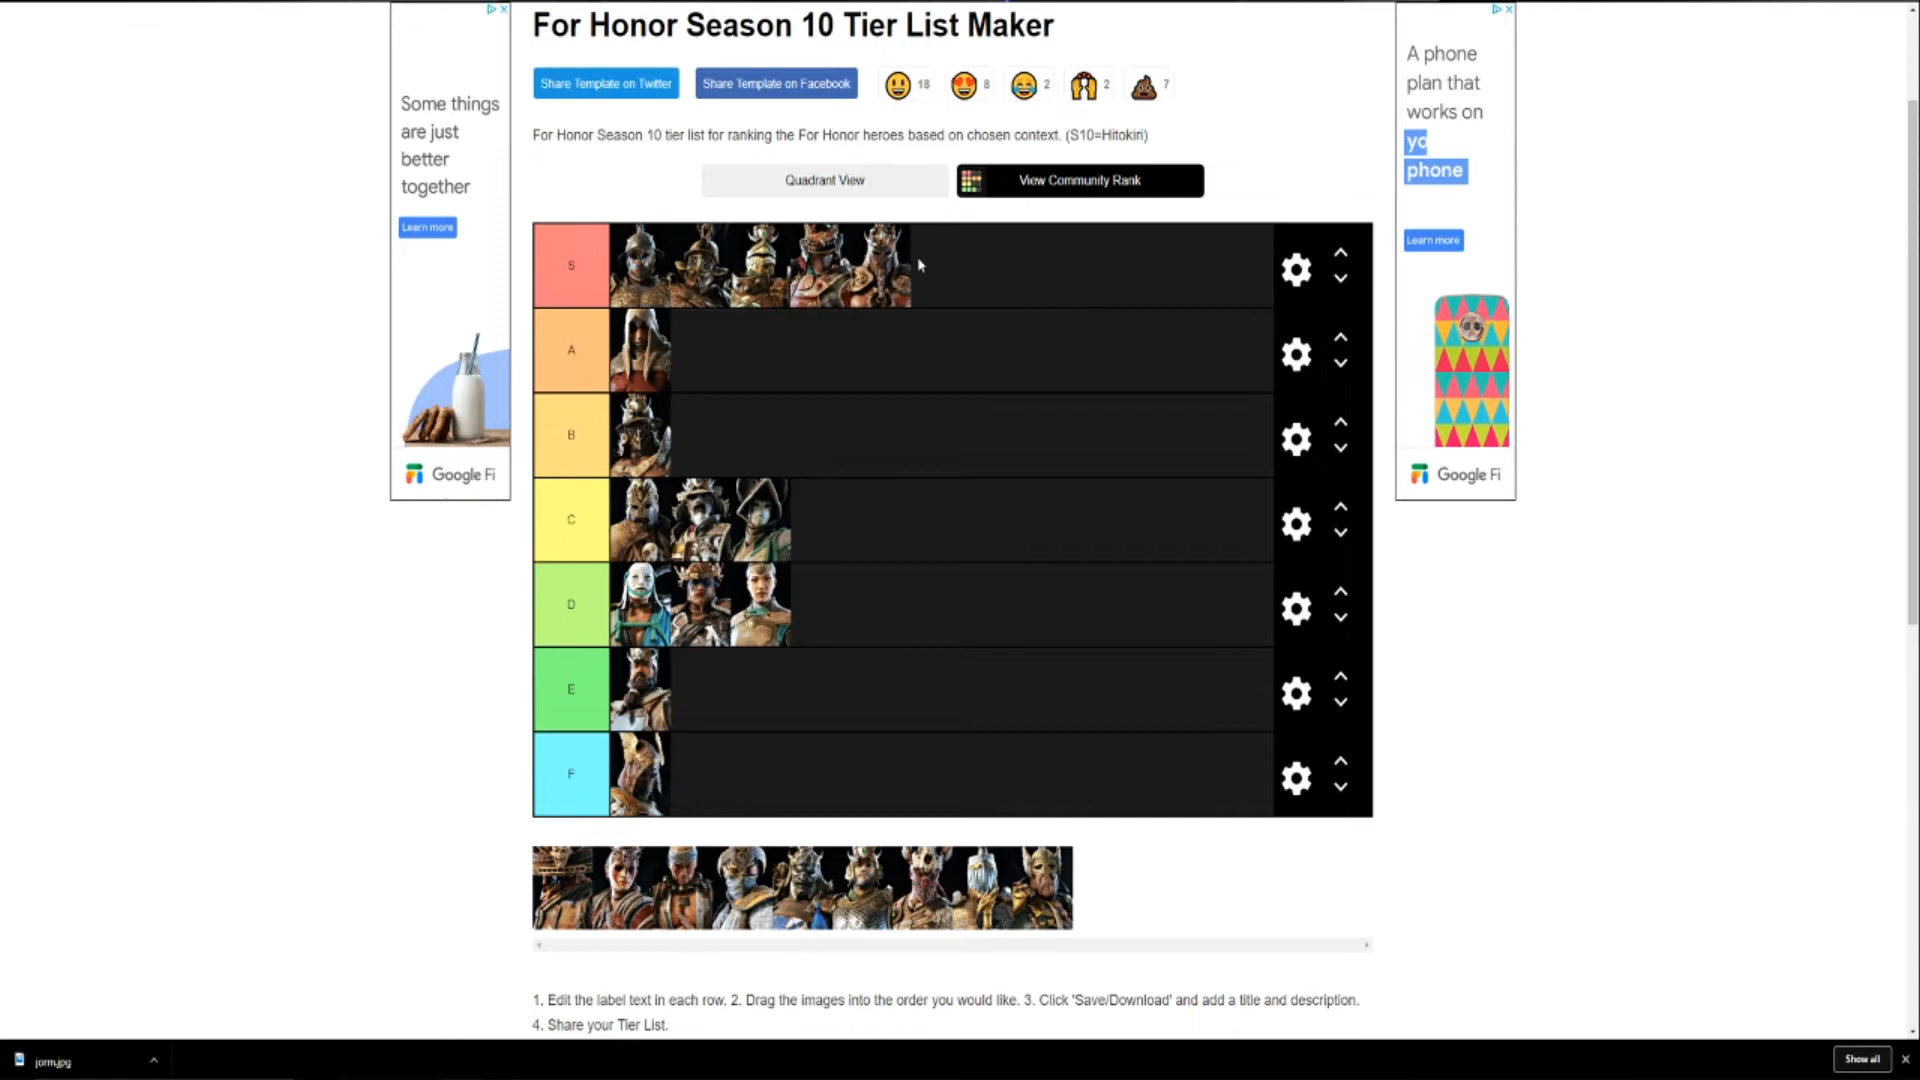 For Honor Season 10 Tier List Maker
Share Template on Twitter
Share Template on Facebook
18
8
2
2
7
For Honor Season 10 tier list for ranking the For Honor heroes based on chosen context. (S10=Hitokiri)
Quadrant View
View Community Rank
Some things
are just
better
together
Learn more
Google Fi
A phone
plan that
works on
yo
phone
Learn more
Google Fi
S
A
B
C
D
E
F
1. Edit the label text in each row. 2. Drag the images into the order you would like. 3. Click 'Save/Download' and add a title and description.
4. Share your Tier List.
jorm.jpg
Show all